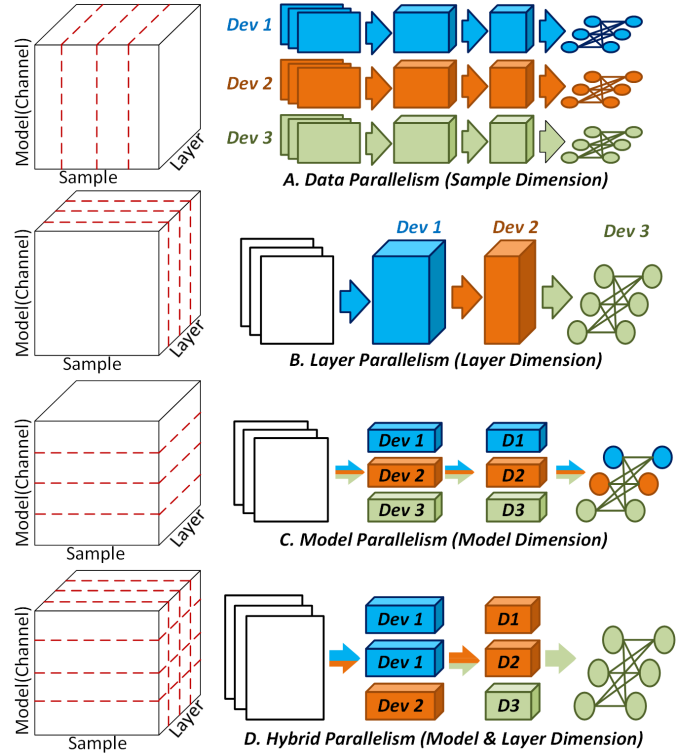 Model(Channel)
Sample
Layer
Dev 1
Dev 2
Dev 3
A. Data Parallelism (Sample Dimension)
Model(Channel)
Sample
Layer
Dev 1
Dev 2
Dev 3
B. Layer Parallelism (Layer Dimension)
Model(Channel)
Sample
Layer
Dev 1
D1
Dev 2
D2
Dev 3
D3
C. Model Parallelism (Model Dimension)
Model(Channel)
Sample
Layer
Dev 1
D1
Dev 1
D2
Dev 2
D3
D. Hybrid Parallelism (Model & Layer Dimension)